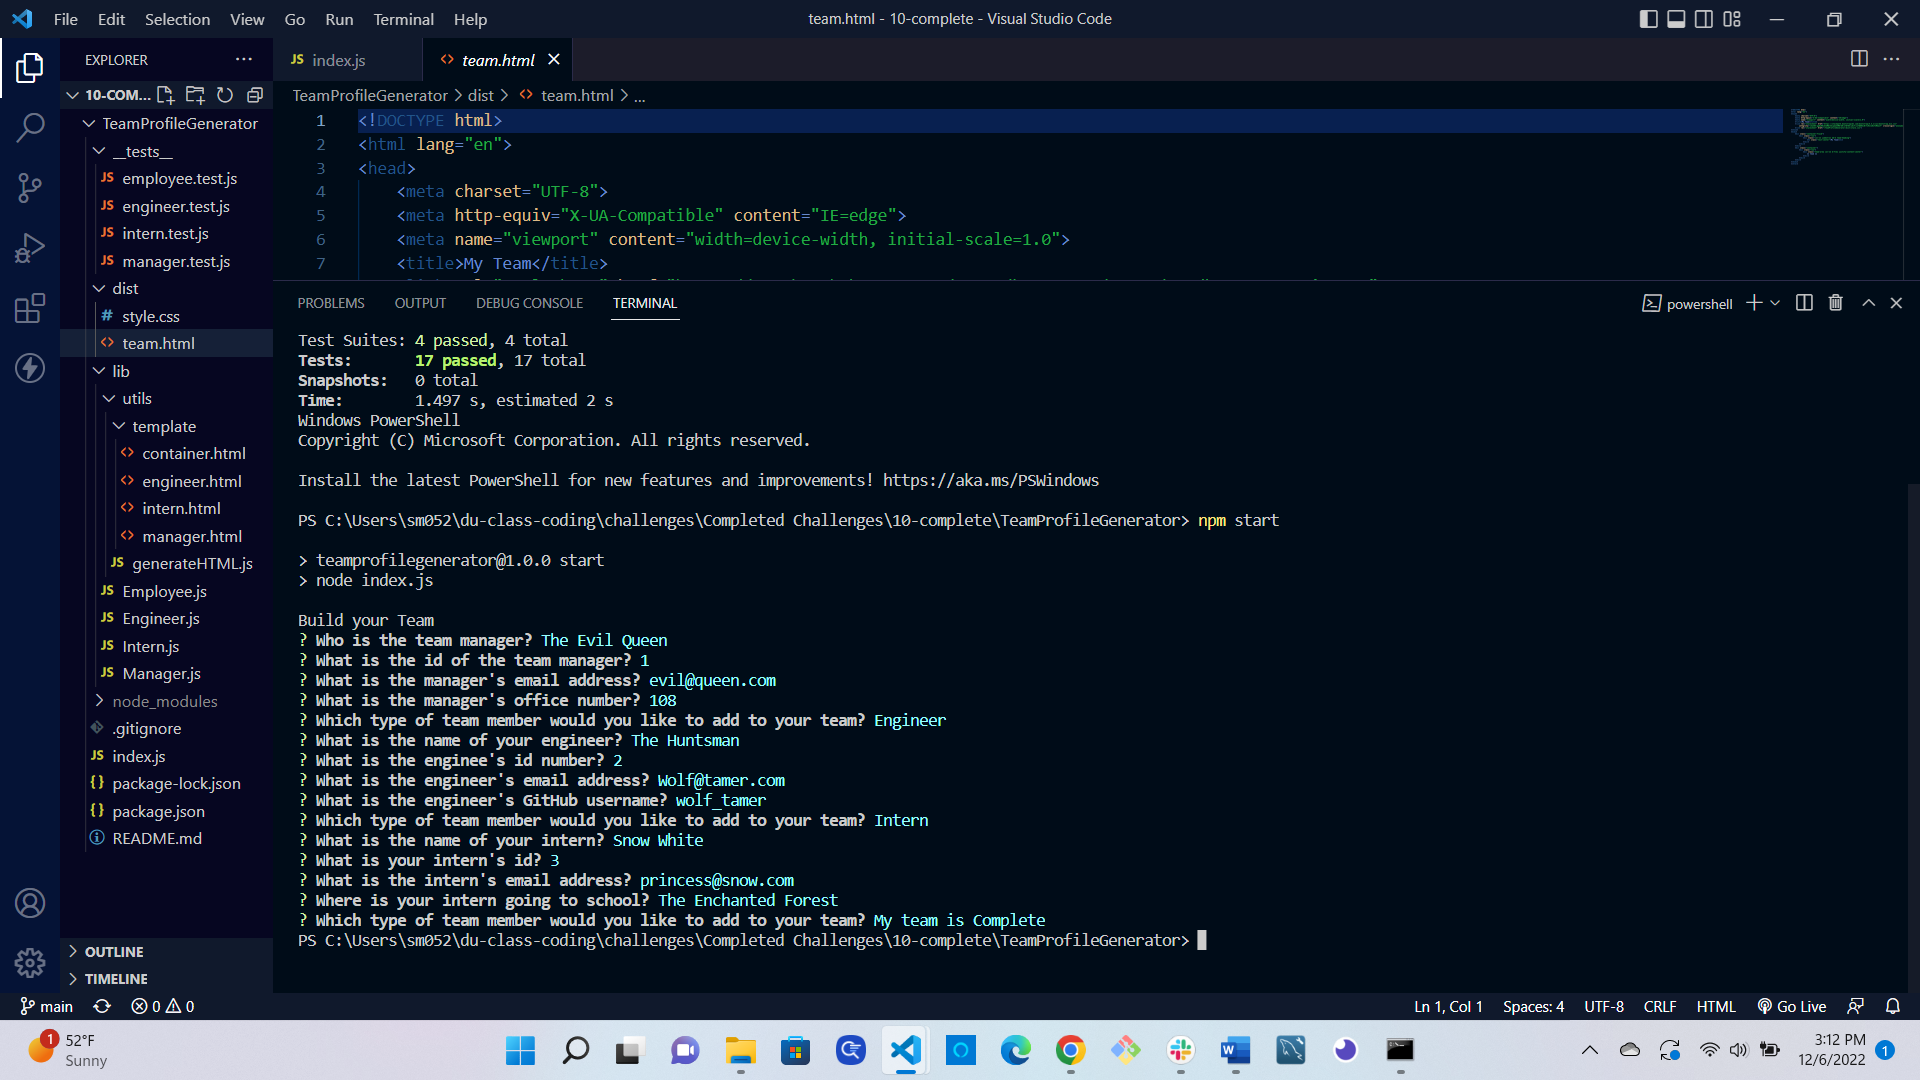 File Edit Selection View Go Run Terminal Help
team.html - 10-complete - Visual Studio Code
EXPLORER
10-COM...
TeamProfileGenerator
__tests__
JS employee.test.js
JS engineer.test.js
JS intern.test.js
JS manager.test.js
dist
# style.css
<> team.html
lib
utils
template
<> container.html
<> engineer.html
<> intern.html
<> manager.html
JS generateHTML.js
JS Employee.js
JS Engineer.js
JS Intern.js
JS Manager.js
node_modules
.gitignore
JS index.js
{} package-lock.json
{} package.json
README.md
OUTLINE
TIMELINE
JS index.js
<> team.html
TeamProfileGenerator > dist > <> team.html > ...
1 <!DOCTYPE html>
2 <html lang="en">
3 <head>
4 <meta charset="UTF-8">
5 <meta http-equiv="X-UA-Compatible" content="IE=edge">
6 <meta name="viewport" content="width=device-width, initial-scale=1.0">
7 <title>My Team</title>
PROBLEMS OUTPUT DEBUG CONSOLE TERMINAL
powershell
Test Suites: 4 passed, 4 total
Tests: 17 passed, 17 total
Snapshots: 0 total
Time: 1.497 s, estimated 2 s
Windows PowerShell
Copyright (C) Microsoft Corporation. All rights reserved.
Install the latest PowerShell for new features and improvements! https://aka.ms/PSWindows
PS C:\Users\sm052\du-class-coding\challenges\Completed Challenges\10-complete\TeamProfileGenerator> npm start
> teamprofilegenerator@1.0.0 start
> node index.js
Build your Team
? Who is the team manager? The Evil Queen
? What is the id of the team manager? 1
? What is the manager's email address? evil@queen.com
? What is the manager's office number? 108
? Which type of team member would you like to add to your team? Engineer
? What is the name of your engineer? The Huntsman
? What is the enginee's id number? 2
? What is the engineer's email address? Wolf@tamer.com
? What is the engineer's GitHub username? wolf_tamer
? Which type of team member would you like to add to your team? Intern
? What is the name of your intern? Snow White
? What is your intern's id? 3
? What is the intern's email address? princess@snow.com
? Where is your intern going to school? The Enchanted Forest
? Which type of team member would you like to add to your team? My team is Complete
PS C:\Users\sm052\du-class-coding\challenges\Completed Challenges\10-complete\TeamProfileGenerator>
main 0 0
Ln 1, Col 1 Spaces: 4 UTF-8 CRLF HTML Go Live
1
52°F
Sunny
3:12 PM
12/6/2022
1